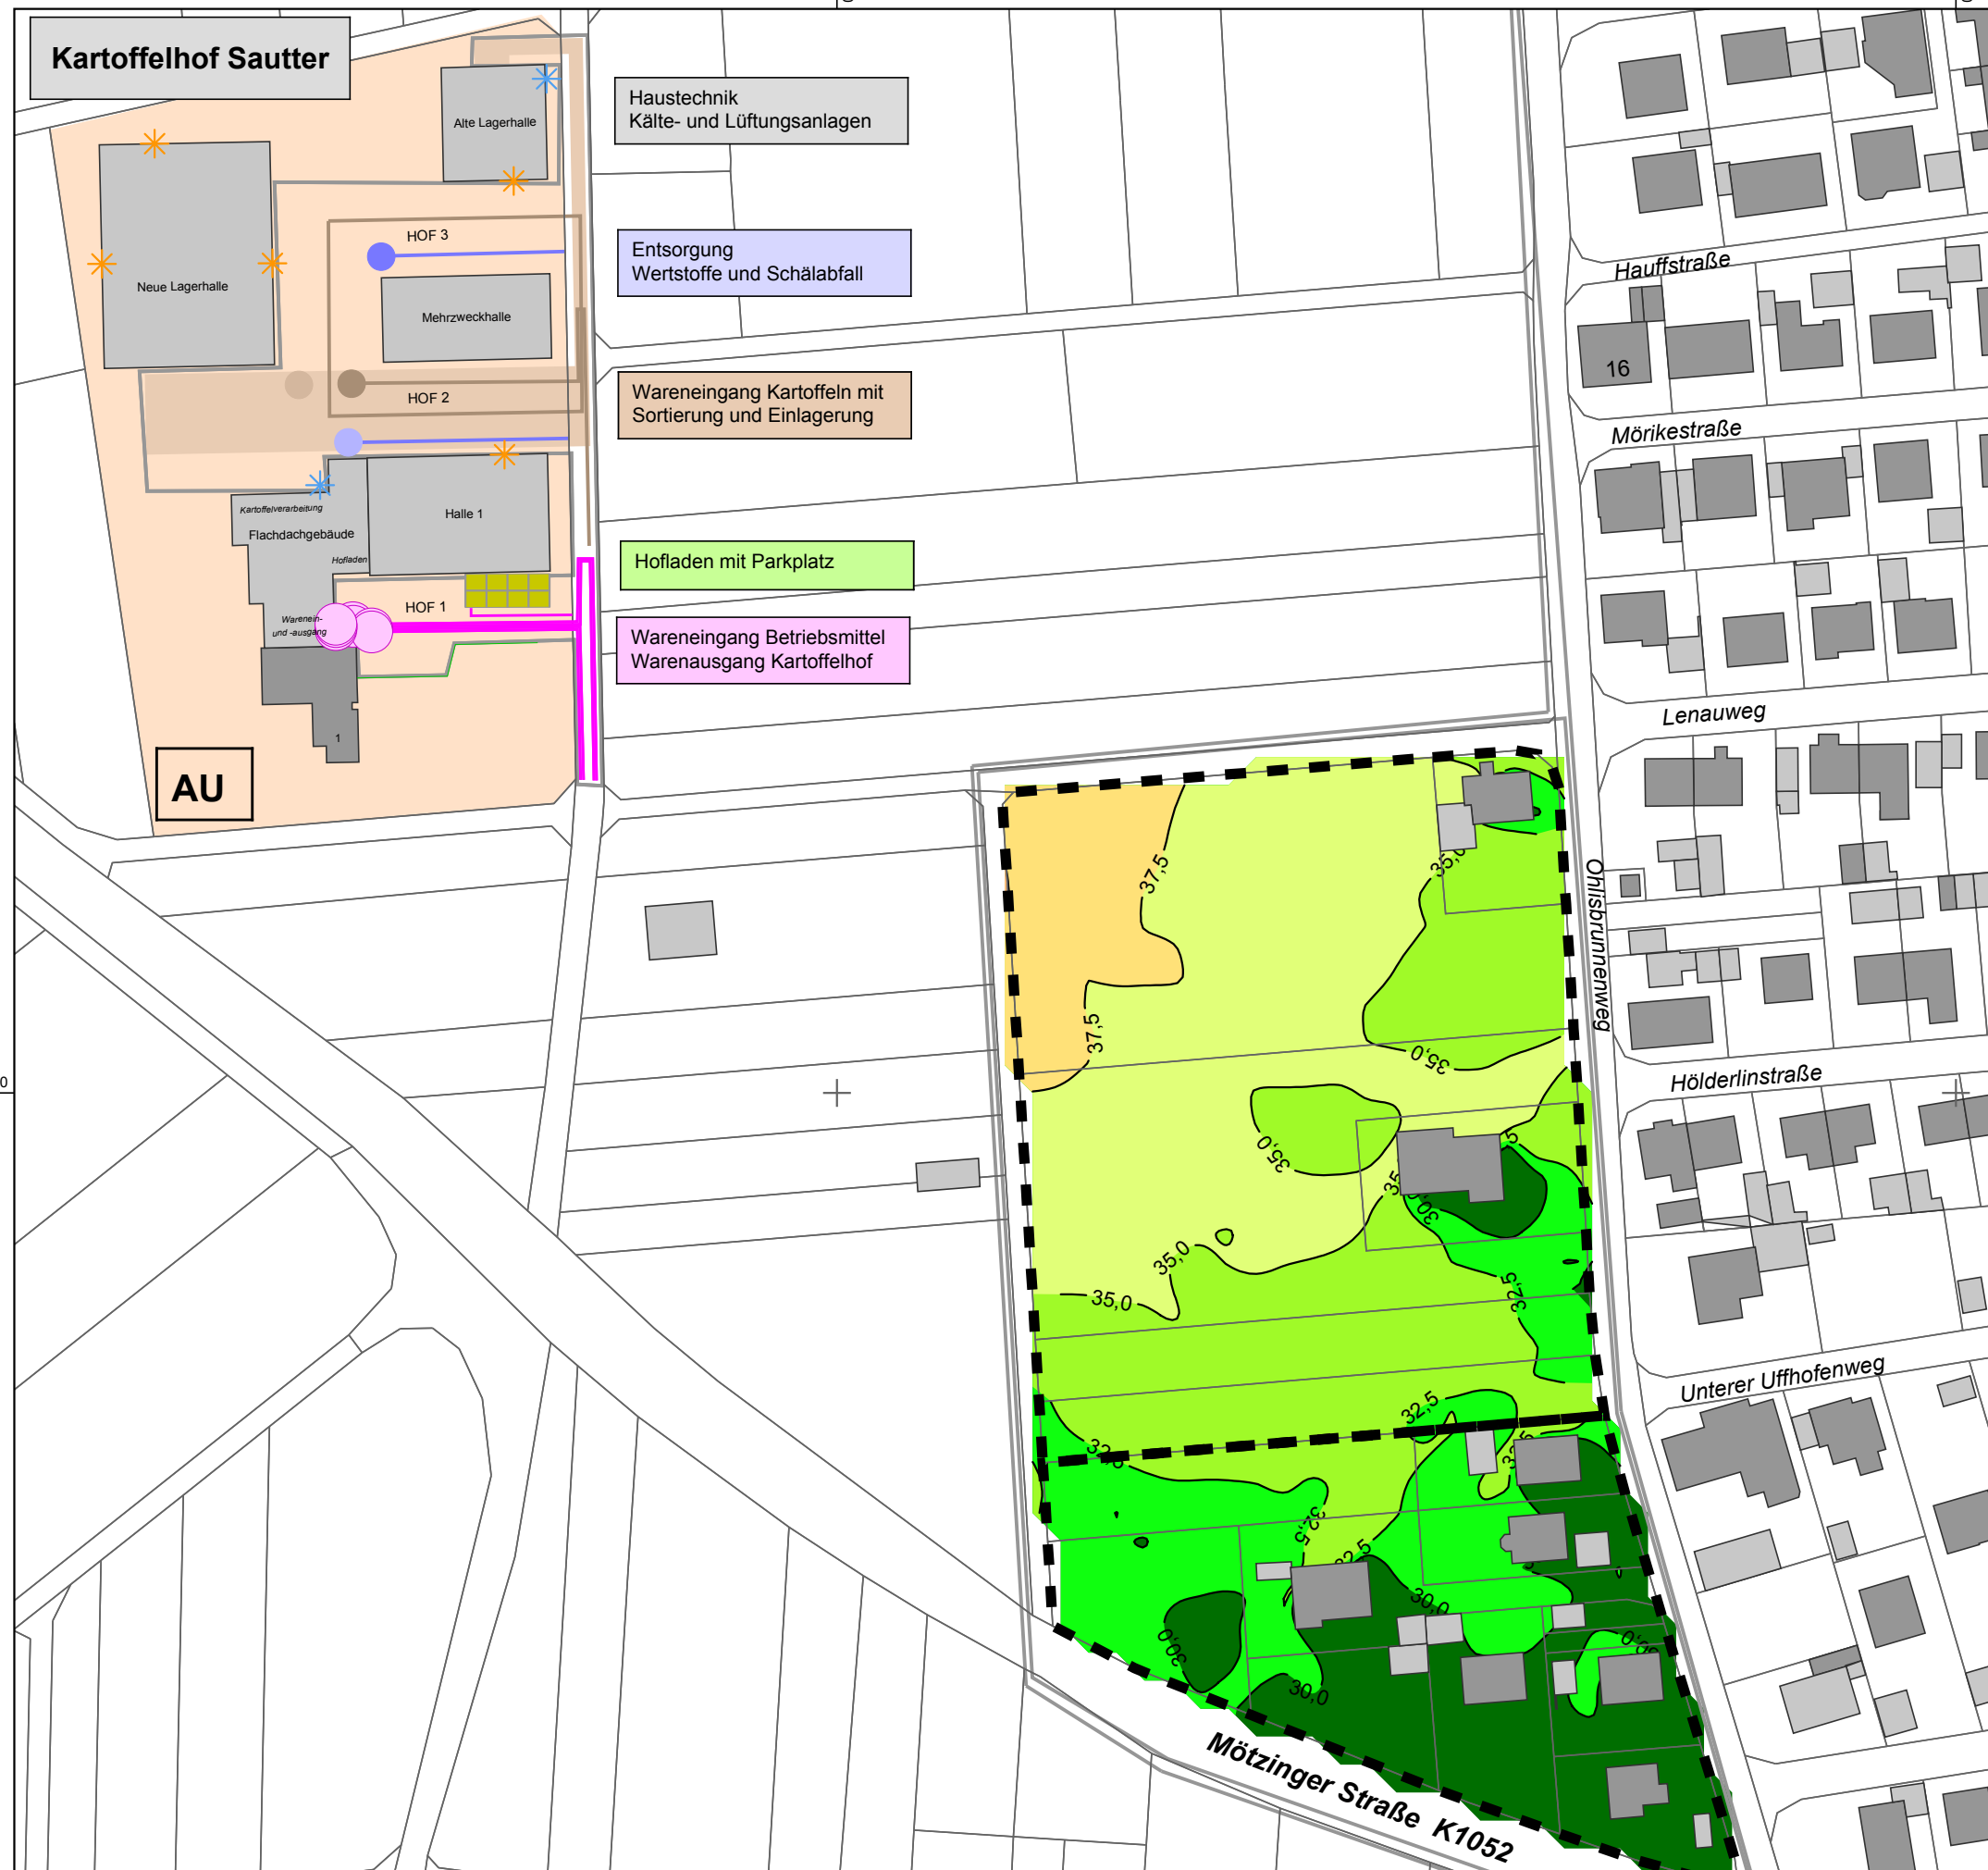 Kartoffelhof Sautter
Alte Lagerhalle
Haustechnik
Kälte- und Lüftungsanlagen
HOF 3
Entsorgung
Wertstoffe und Schälabfall
Hauffstraße
Neue Lagerhalle
Mehrzweckhalle
16
Wareneingang Kartoffeln mit
Sortierung und Einlagerung
HOF 2
Mörikestraße
Kartoffelverarbeitung
Flachdachgebäude
Halle 1
Hofladen
Hofladen mit Parkplatz
HOF 1
Warenein-
und -ausgang
Wareneingang Betriebsmittel
Warenausgang Kartoffelhof
Lenauweg
1
AU
37,5
35,0
Ohlsbrunnenweg
37,5
35,0
0
Hölderlinstraße
35,0
35,0
35,0
32,5
Unterer Uffhofenweg
32,5
32,5
32,5
30,0
30,0
30,0
Mötzinger Straße K1052